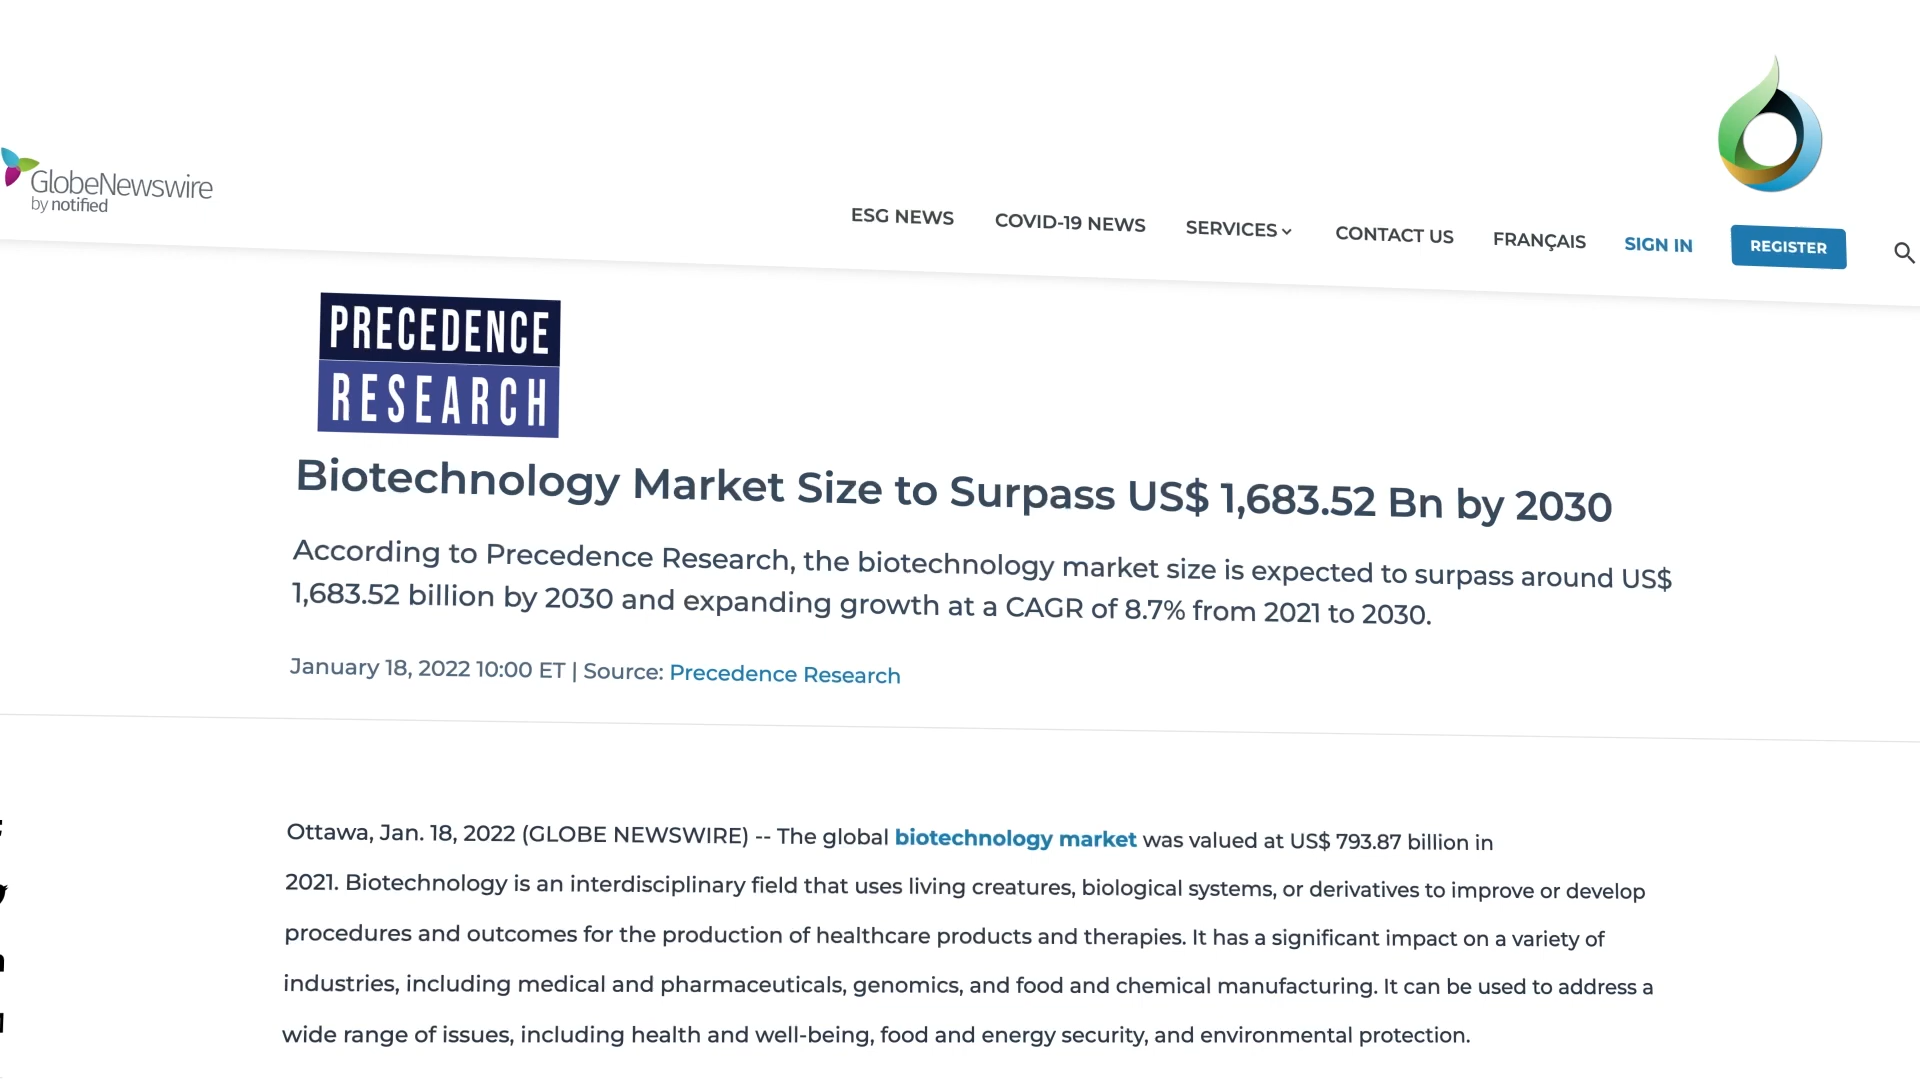 GlobeNewswire
by notified
ESG NEWS COVID-19 NEWS SERVICES CONTACT US FRANÇAIS SIGN IN REGISTER
PRECEDENCE
RESEARCH
Biotechnology Market Size to Surpass US$ 1,683.52 Bn by 2030
According to Precedence Research, the biotechnology market size is expected to surpass around US$
1,683.52 billion by 2030 and expanding growth at a CAGR of 8.7% from 2021 to 2030.
January 18, 2022 10:00 ET | Source: Precedence Research
Ottawa, Jan. 18, 2022 (GLOBE NEWSWIRE) -- The global biotechnology market was valued at US$ 793.87 billion in
2021. Biotechnology is an interdisciplinary field that uses living creatures, biological systems, or derivatives to improve or develop
procedures and outcomes for the production of healthcare products and therapies. It has a significant impact on a variety of
industries, including medical and pharmaceuticals, genomics, and food and chemical manufacturing. It can be used to address a
wide range of issues, including health and well-being, food and energy security, and environmental protection.